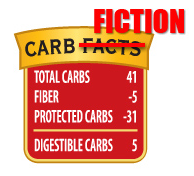 FICTION
CARB FACTS
TOTAL CARBS 41
FIBER -5
PROTECTED CARBS -31
DIGESTIBLE CARBS 5